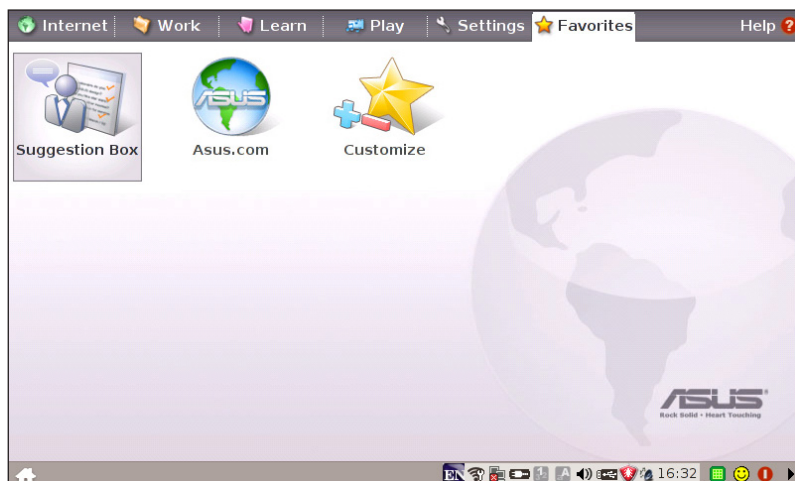 Internet Work Learn Play Settings Favorites Help ?
ASUS
Suggestion Box Asus.com Customize
ASUS
Rock Solid • Heart Touching
EN 1 A 16:32